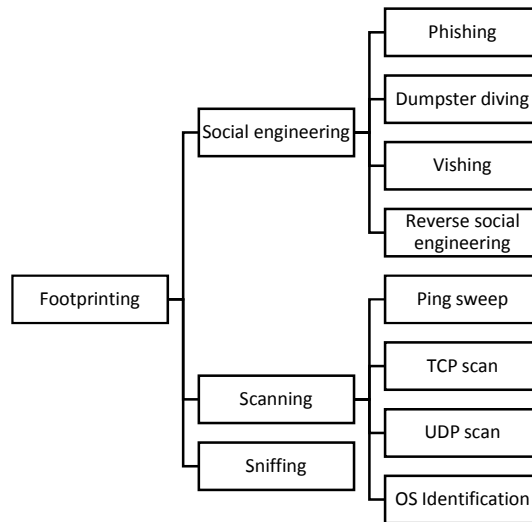 Footprinting
Social engineering
Phishing
Dumpster diving
Vishing
Reverse social
engineering
Scanning
Ping sweep
TCP scan
UDP scan
OS Identification
Sniffing